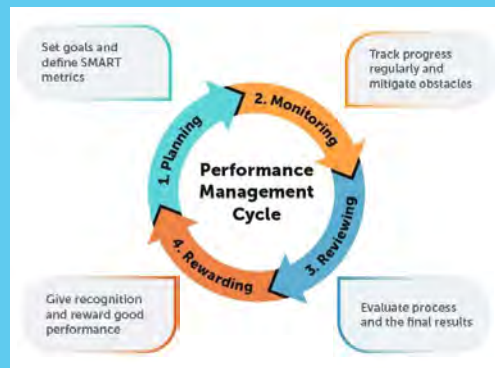 Set goals and
define SMART
metrics
Track progress
regularly and
mitigate obstacles
1. Planning
2. Monitoring
Performance
Management
Cycle
3. Reviewing
4. Rewarding
Give recognition
and reward good
performance
Evaluate process
and the final results